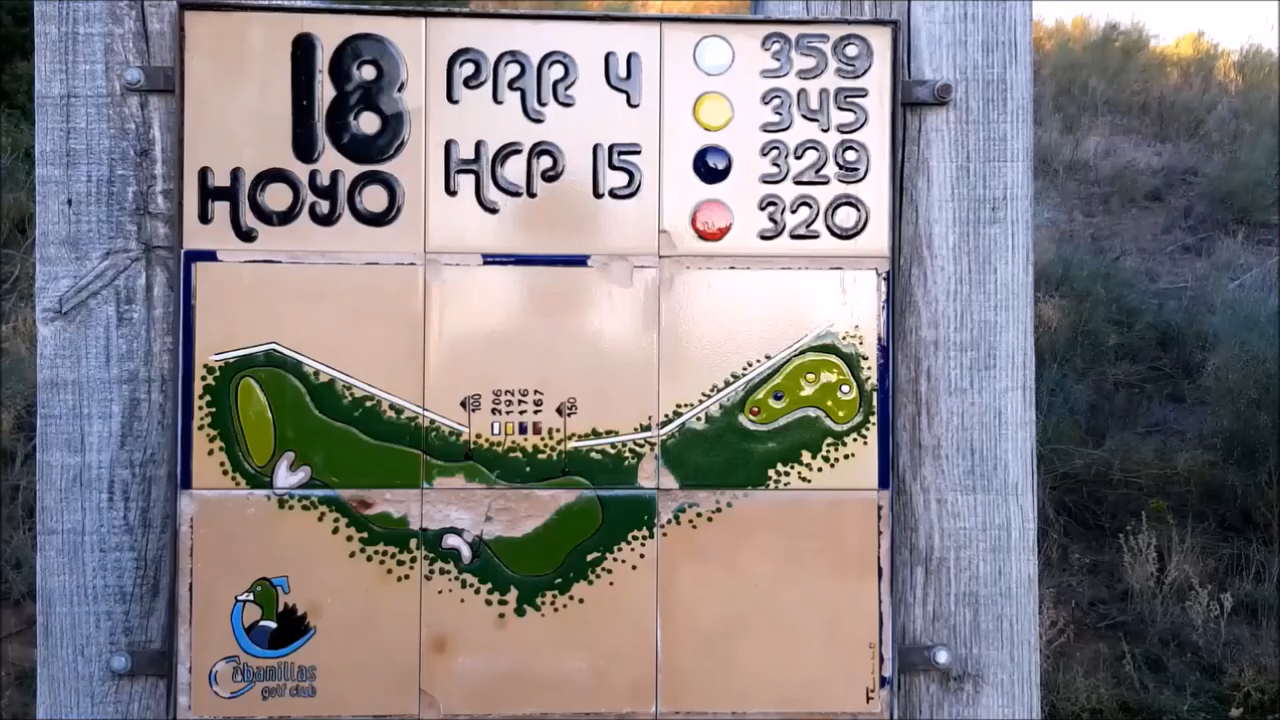 18
HOYO
PAR 4
HCP 15
359
345
329
320
100
206
192
176
167
150
Cabanillas
golf club